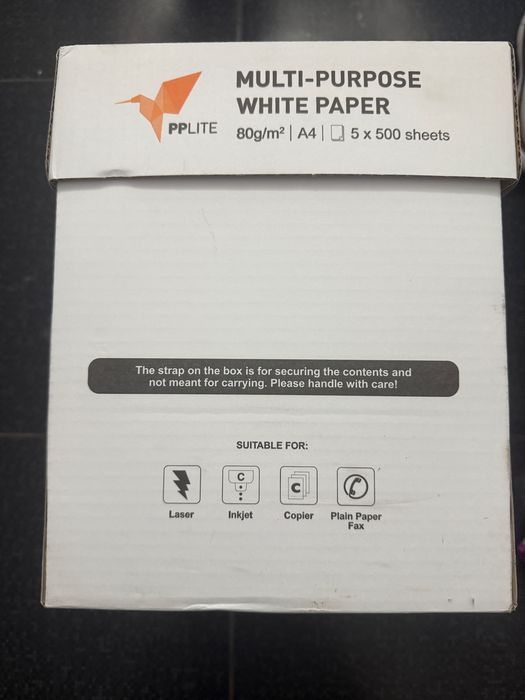 PPLITE
MULTI-PURPOSE
WHITE PAPER
80g/m² | A4 | 5 x 500 sheets
The strap on the box is for securing the contents and
not meant for carrying. Please handle with care!
SUITABLE FOR:
C
C
Laser Inkjet Copier Plain Paper
Fax